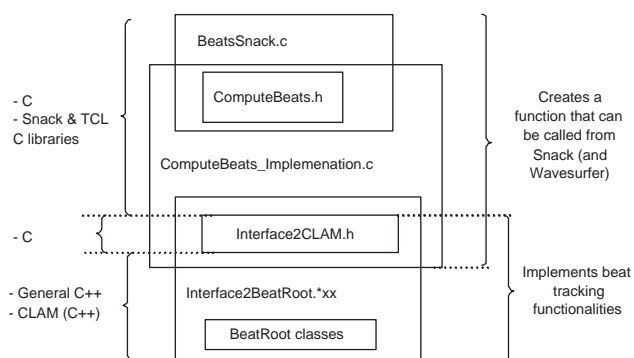 BeatsSnack.c
ComputeBeats.h
- C
- Snack & TCL
C libraries
Creates a
function that can
be called from
Snack (and
Wavesurfer)
ComputeBeats_Implemenation.c
- C
Interface2CLAM.h
- General C++
- CLAM (C++)
Interface2BeatRoot.*xx
Implements beat
tracking
functionalities
BeatRoot classes